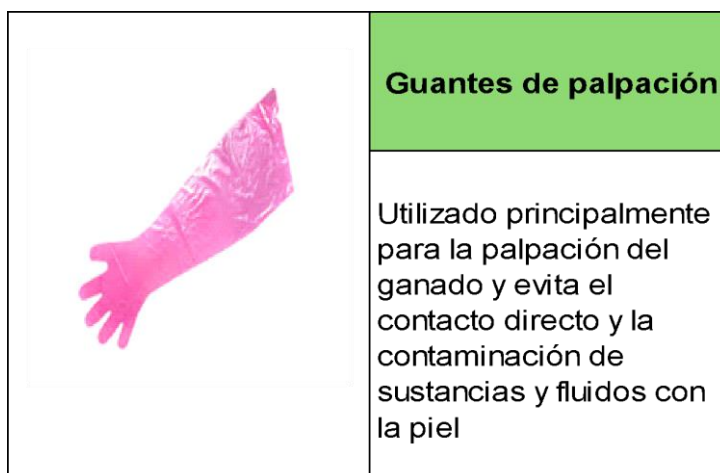 Guantes de palpación
Utilizado principalmente
para la palpación del
ganado y evita el
contacto directo y la
contaminación de
sustancias y fluidos con
la piel